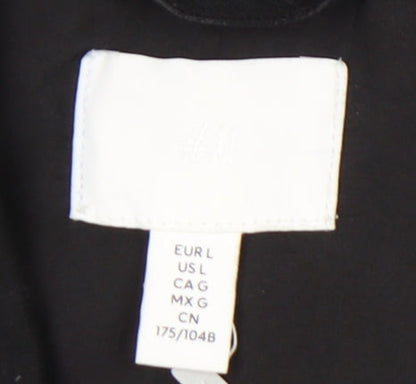 H&M
EUR L
US L
CA G
MX G
CN
175/104B